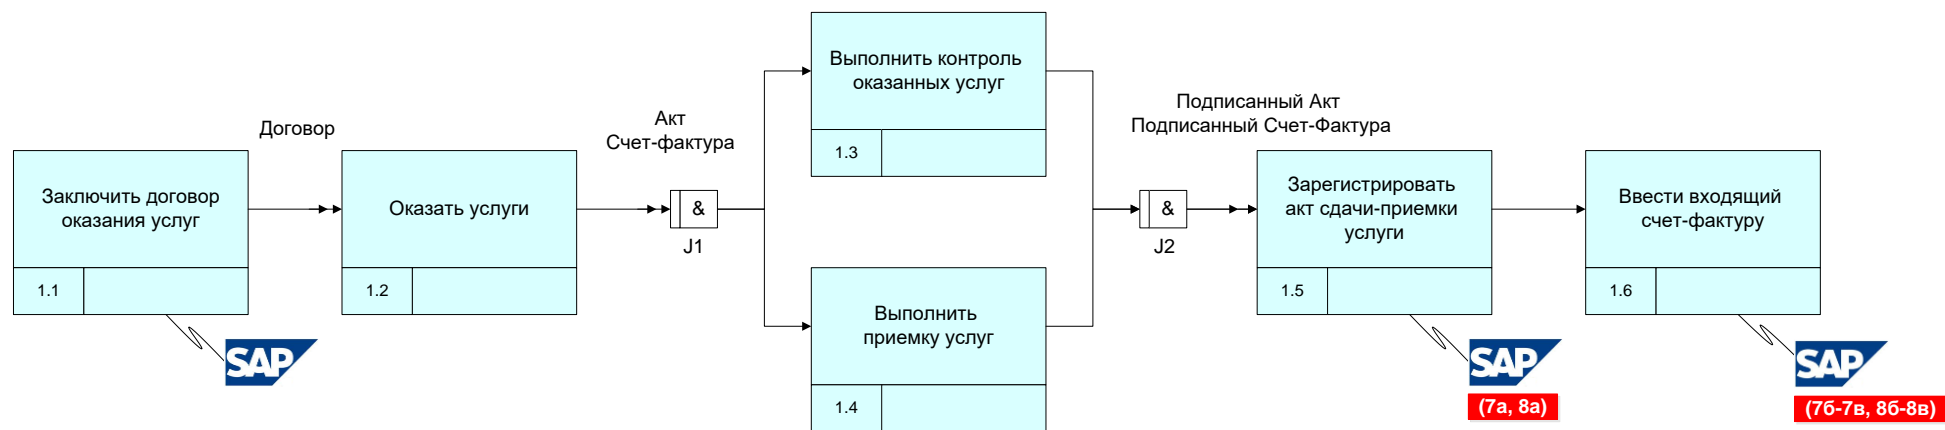 Заключить договор
оказания услуг
1.1
SAP
Договор
Оказать услуги
1.2
Акт
Счет-фактура
&
J1
Выполнить контроль
оказанных услуг
1.3
Выполнить
приемку услуг
1.4
&
J2
Подписанный Акт
Подписанный Счет-Фактура
Зарегистрировать
акт сдачи-приемки
услуги
1.5
SAP
(7а, 8а)
Ввести входящий
счет-фактуру
1.6
SAP
(7б-7в, 8б-8в)